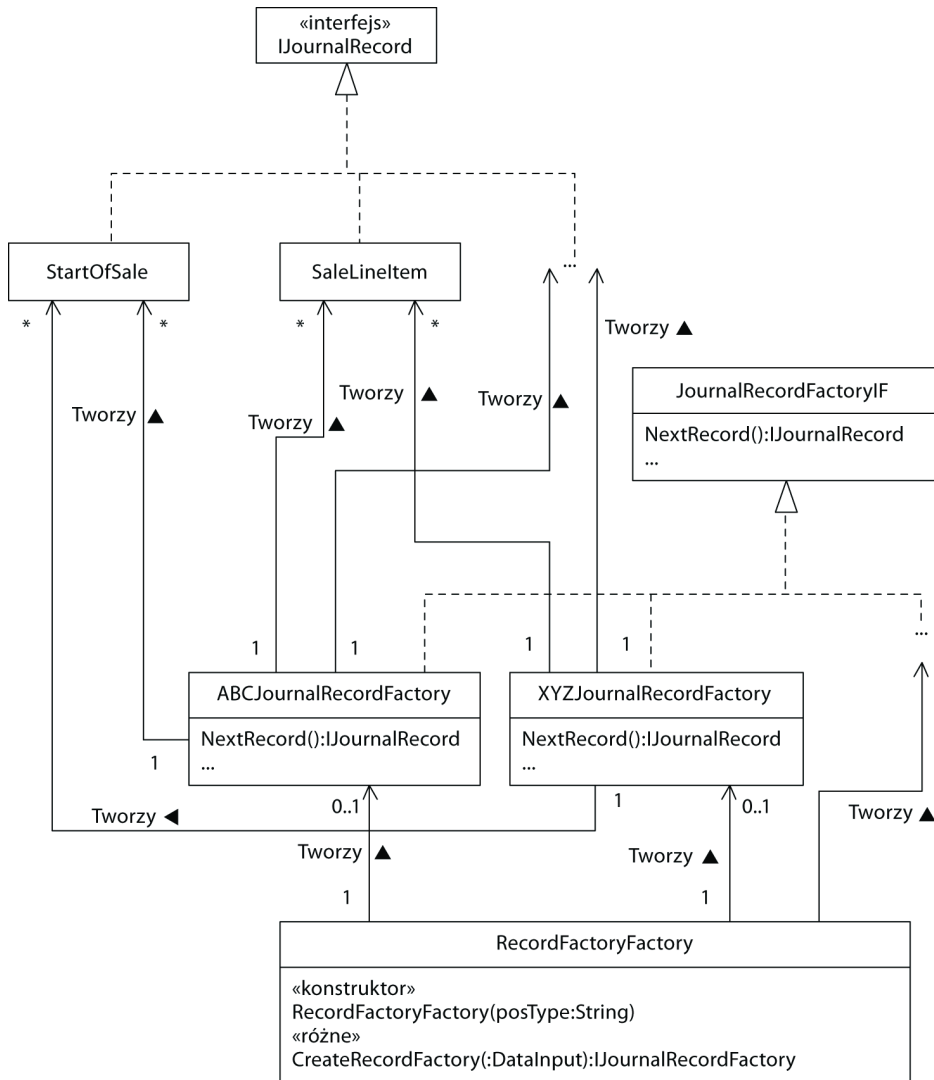 «interfejs»
IJournalRecord
StartOfSale
SaleLineItem
...
*
*
*
*
Tworzy
Tworzy
Tworzy
Tworzy
Tworzy
JournalRecordFactoryIF
NextRecord():IJournalRecord
...
...
1
1
1
1
ABCJournalRecordFactory
NextRecord():IJournalRecord
...
XYZJournalRecordFactory
NextRecord():IJournalRecord
...
1
0..1
1
0..1
Tworzy
Tworzy
Tworzy
Tworzy
1
1
RecordFactoryFactory
«konstruktor»
RecordFactoryFactory(posType:String)
«różne»
CreateRecordFactory(:DataInput):IJournalRecordFactory